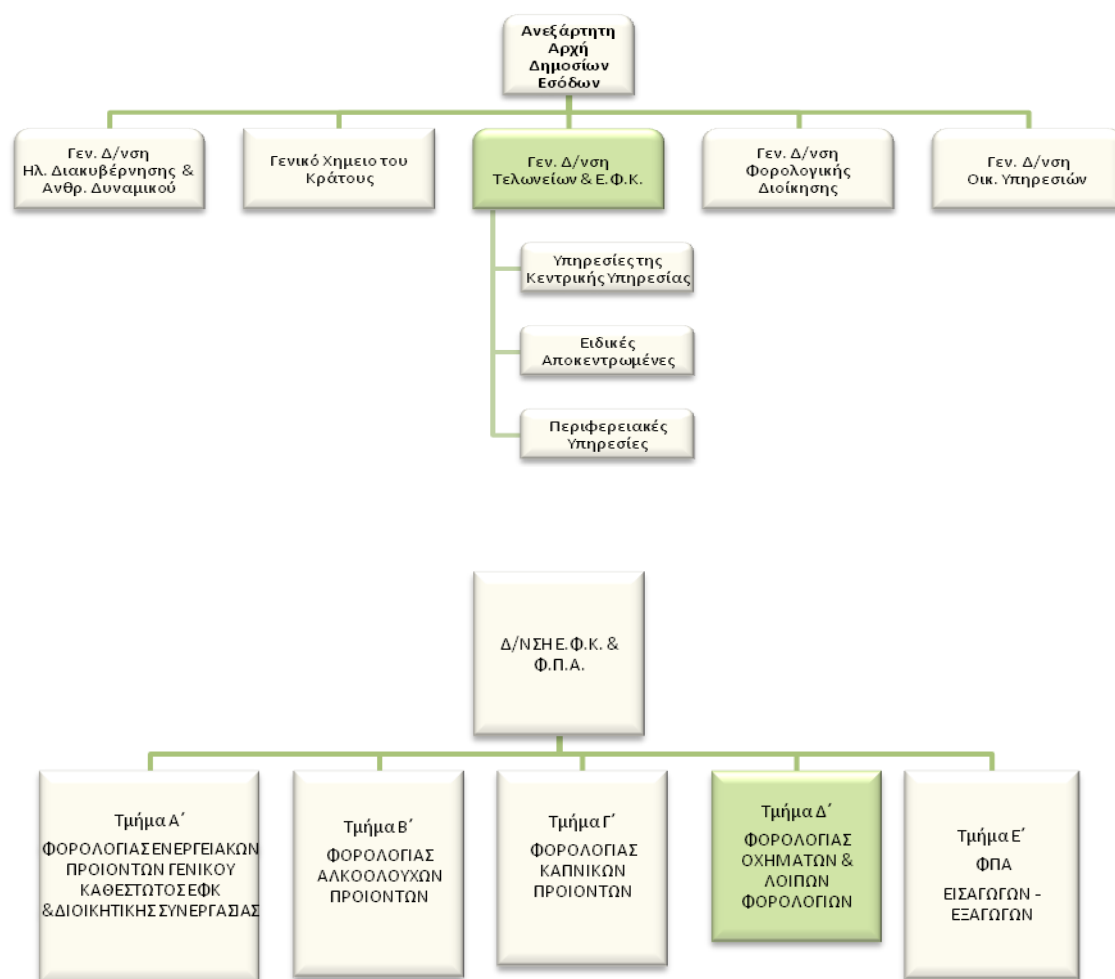 Ανεξάρτητη
Αρχή
Δημοσίων
Εσόδων
Γεν. Δ/νση
Ηλ. Διακυβέρνησης &
Ανθρ. Δυναμικού
Γενικό Χημειο του
Κράτους
Γεν. Δ/νση
Τελωνείων & Ε.Φ.Κ.
Γεν. Δ/νση
Φορολογικής
Διοίκησης
Γεν. Δ/νση
Οικ. Υπηρεσιών
Υπηρεσίες της
Κεντρικής Υπηρεσίας
Ειδικές
Αποκεντρωμένες
Περιφερειακές
Υπηρεσίες
Δ/ΝΣΗ Ε.Φ.Κ. &
Φ.Π.Α.
Τμήμα Α΄
ΦΟΡΟΛΟΓΙΑΣ ΕΝΕΡΓΕΙΑΚΩΝ
ΠΡΟΙΟΝΤΩΝ ΓΕΝΙΚΟΥ
ΚΑΘΕΣΤΩΤΟΣ ΕΦΚ
& ΔΙΟΙΚΗΤΙΚΗΣ ΣΥΝΕΡΓΑΣΙΑΣ
Τμήμα Β΄
ΦΟΡΟΛΟΓΙΑΣ
ΑΛΚΟΟΛΟΥΧΩΝ
ΠΡΟΙΟΝΤΩΝ
Τμήμα Γ΄
ΦΟΡΟΛΟΓΙΑΣ
ΚΑΠΝΙΚΩΝ
ΠΡΟΙΟΝΤΩΝ
Τμήμα Δ΄
ΦΟΡΟΛΟΓΙΑΣ
ΟΧΗΜΑΤΩΝ &
ΛΟΙΠΩΝ
ΦΟΡΟΛΟΓΙΩΝ
Τμήμα Ε΄
ΦΠΑ
ΕΙΣΑΓΩΓΩΝ –
ΕΞΑΓΩΓΩΝ